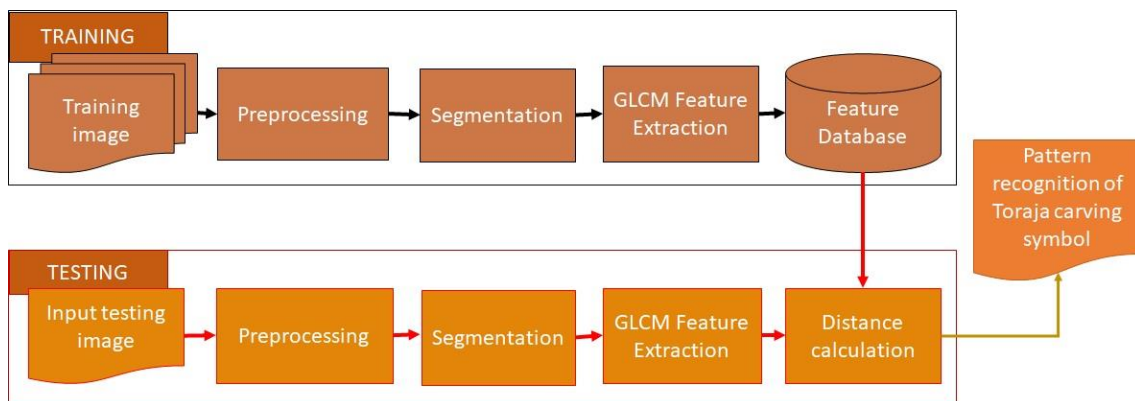 TRAINING
Training
image
Preprocessing
Segmentation
GLCM Feature
Extraction
Feature
Database
Pattern
recognition of
Toraja carving
symbol
TESTING
Input testing
image
Preprocessing
Segmentation
GLCM Feature
Extraction
Distance
calculation